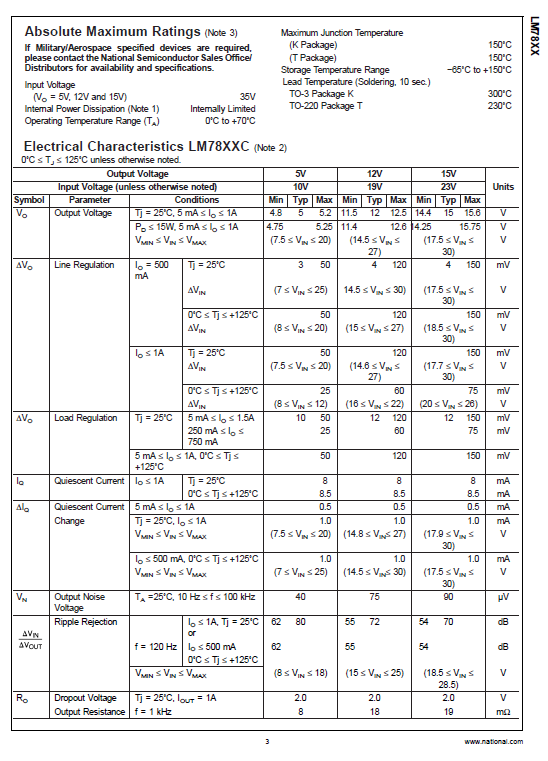 LM78XX
Absolute Maximum Ratings (Note 3)
If Military/Aerospace specified devices are required,
please contact the National Semiconductor Sales Office/
Distributors for availability and specifications.
Input Voltage
(VO = 5V, 12V and 15V) 35V
Internal Power Dissipation (Note 1) Internally Limited
Operating Temperature Range (TA) 0°C to +70°C
Maximum Junction Temperature
(K Package) 150°C
(T Package) 150°C
Storage Temperature Range −65°C to +150°C
Lead Temperature (Soldering, 10 sec.)
TO-3 Package K 300°C
TO-220 Package T 230°C
Electrical Characteristics LM78XXC (Note 2)
0°C ≤ TJ ≤ 125°C unless otherwise noted.
Output Voltage 5V 12V 15V
Input Voltage (unless otherwise noted) 10V 19V 23V Units
Symbol Parameter Conditions Min Typ Max Min Typ Max Min Typ Max
VO Output Voltage Tj = 25°C, 5 mA ≤ IO ≤ 1A 4.8 5 5.2 11.5 12 12.5 14.4 15 15.6 V
PD ≤ 15W, 5 mA ≤ IO ≤ 1A 4.75 5.25 11.4 12.6 14.25 15.75 V
VMIN ≤ VIN ≤ VMAX (7.5 ≤ VIN ≤ 20) (14.5 ≤ VIN ≤ (17.5 ≤ VIN ≤ V
27) 30)
ΔVO Line Regulation IO = 500 Tj = 25°C 3 50 4 120 4 150 mV
mA
ΔVIN (7 ≤ VIN ≤ 25) 14.5 ≤ VIN ≤ 30) (17.5 ≤ VIN ≤ V
30)
0°C ≤ Tj ≤ +125°C 50 120 150 mV
ΔVIN (8 ≤ VIN ≤ 20) (15 ≤ VIN ≤ 27) (18.5 ≤ VIN ≤ V
30)
IO ≤ 1A Tj = 25°C 50 120 150 mV
ΔVIN (7.5 ≤ VIN ≤ 20) (14.6 ≤ VIN ≤ (17.7 ≤ VIN ≤ V
27) 30)
0°C ≤ Tj ≤ +125°C 25 60 75 mV
ΔVIN (8 ≤ VIN ≤ 12) (16 ≤ VIN ≤ 22) (20 ≤ VIN ≤ 26) V
ΔVO Load Regulation Tj = 25°C 5 mA ≤ IO ≤ 1.5A 10 50 12 120 12 150 mV
250 mA ≤ IO ≤ 25 60 75 mV
750 mA
5 mA ≤ IO ≤ 1A, 0°C ≤ Tj ≤ 50 120 150 mV
+125°C
IQ Quiescent Current IO ≤ 1A Tj = 25°C 8 8 8 mA
0°C ≤ Tj ≤ +125°C 8.5 8.5 8.5 mA
ΔIQ Quiescent Current 5 mA ≤ IO ≤ 1A 0.5 0.5 0.5 mA
Change Tj = 25°C, IO ≤ 1A 1.0 1.0 1.0 mA
VMIN ≤ VIN ≤ VMAX (7.5 ≤ VIN ≤ 20) (14.8 ≤ VIN≤ 27) (17.9 ≤ VIN ≤ V
30)
IO ≤ 500 mA, 0°C ≤ Tj ≤ +125°C 1.0 1.0 1.0 mA
VMIN ≤ VIN ≤ VMAX (7 ≤ VIN ≤ 25) (14.5 ≤ VIN≤ 30) (17.5 ≤ VIN ≤ V
30)
VN Output Noise TA =25°C, 10 Hz ≤ f ≤ 100 kHz 40 75 90 μV
Voltage
Ripple Rejection IO ≤ 1A, Tj = 25°C 62 80 55 72 54 70 dB
ΔVIN or
ΔVOUT f = 120 Hz IO ≤ 500 mA 62 55 54 dB
0°C ≤ Tj ≤ +125°C
VMIN ≤ VIN ≤ VMAX (8 ≤ VIN ≤ 18) (15 ≤ VIN ≤ 25) (18.5 ≤ VIN ≤ V
28.5)
RO Dropout Voltage Tj = 25°C, IOUT = 1A 2.0 2.0 2.0 V
Output Resistance f = 1 kHz 8 18 19 mΩ
3 www.national.com